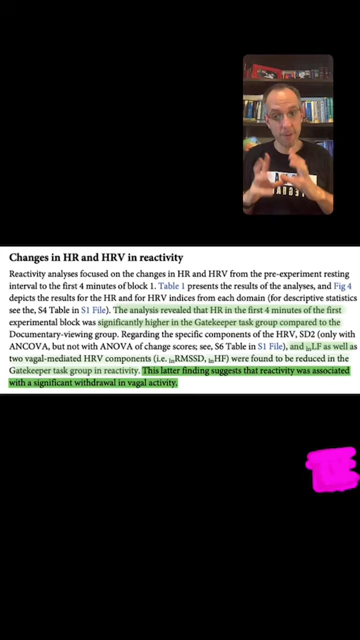 Changes in HR and HRV in reactivity
Reactivity analyses focused on the changes in HR and HRV from the pre-experiment resting
interval to the first 4 minutes of block 1. Table 1 presents the results of the analyses, and Fig 4
depicts the results for the HR and for HRV indices from each domain (for descriptive statistics
see the, S4 Table in S1 File). The analysis revealed that HR in the first 4 minutes of the first
experimental block was significantly higher in the Gatekeeper task group compared to the
Documentary-viewing group. Regarding the specific components of the HRV, SD2 (only with
ANCOVA, but not with ANOVA of change scores; see, S6 Table in S1 File), and lnLF as well as
two vagal-mediated HRV components (i.e. lnRMSSD, lnHF) were found to be reduced in the
Gatekeeper task group in reactivity. This latter finding suggests that reactivity was associated
with a significant withdrawal in vagal activity.